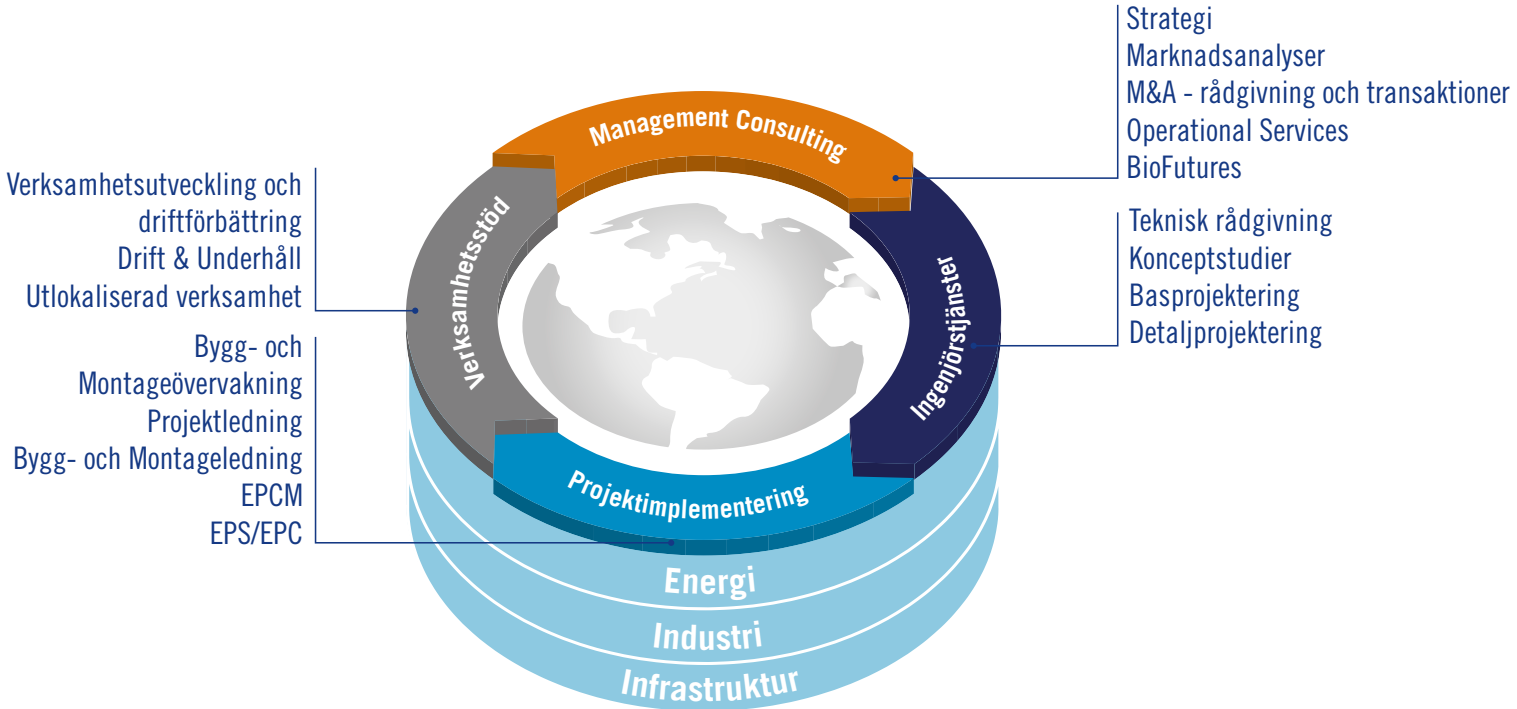 Strategi
Marknadsanalyser
M&A - rådgivning och transaktioner
Operational Services
BioFutures
Management Consulting
Verksamhetsutveckling och
driftförbättring
Drift & Underhåll
Utlokaliserad verksamhet
Verksamhetsstöd
Teknisk rådgivning
Konceptstudier
Basprojektering
Detaljprojektering
Ingenjörstjänster
Bygg- och
Montageövervakning
Projektledning
Bygg- och Montageledning
EPCM
EPS/EPC
Projektimplementering
Energi
Industri
Infrastruktur